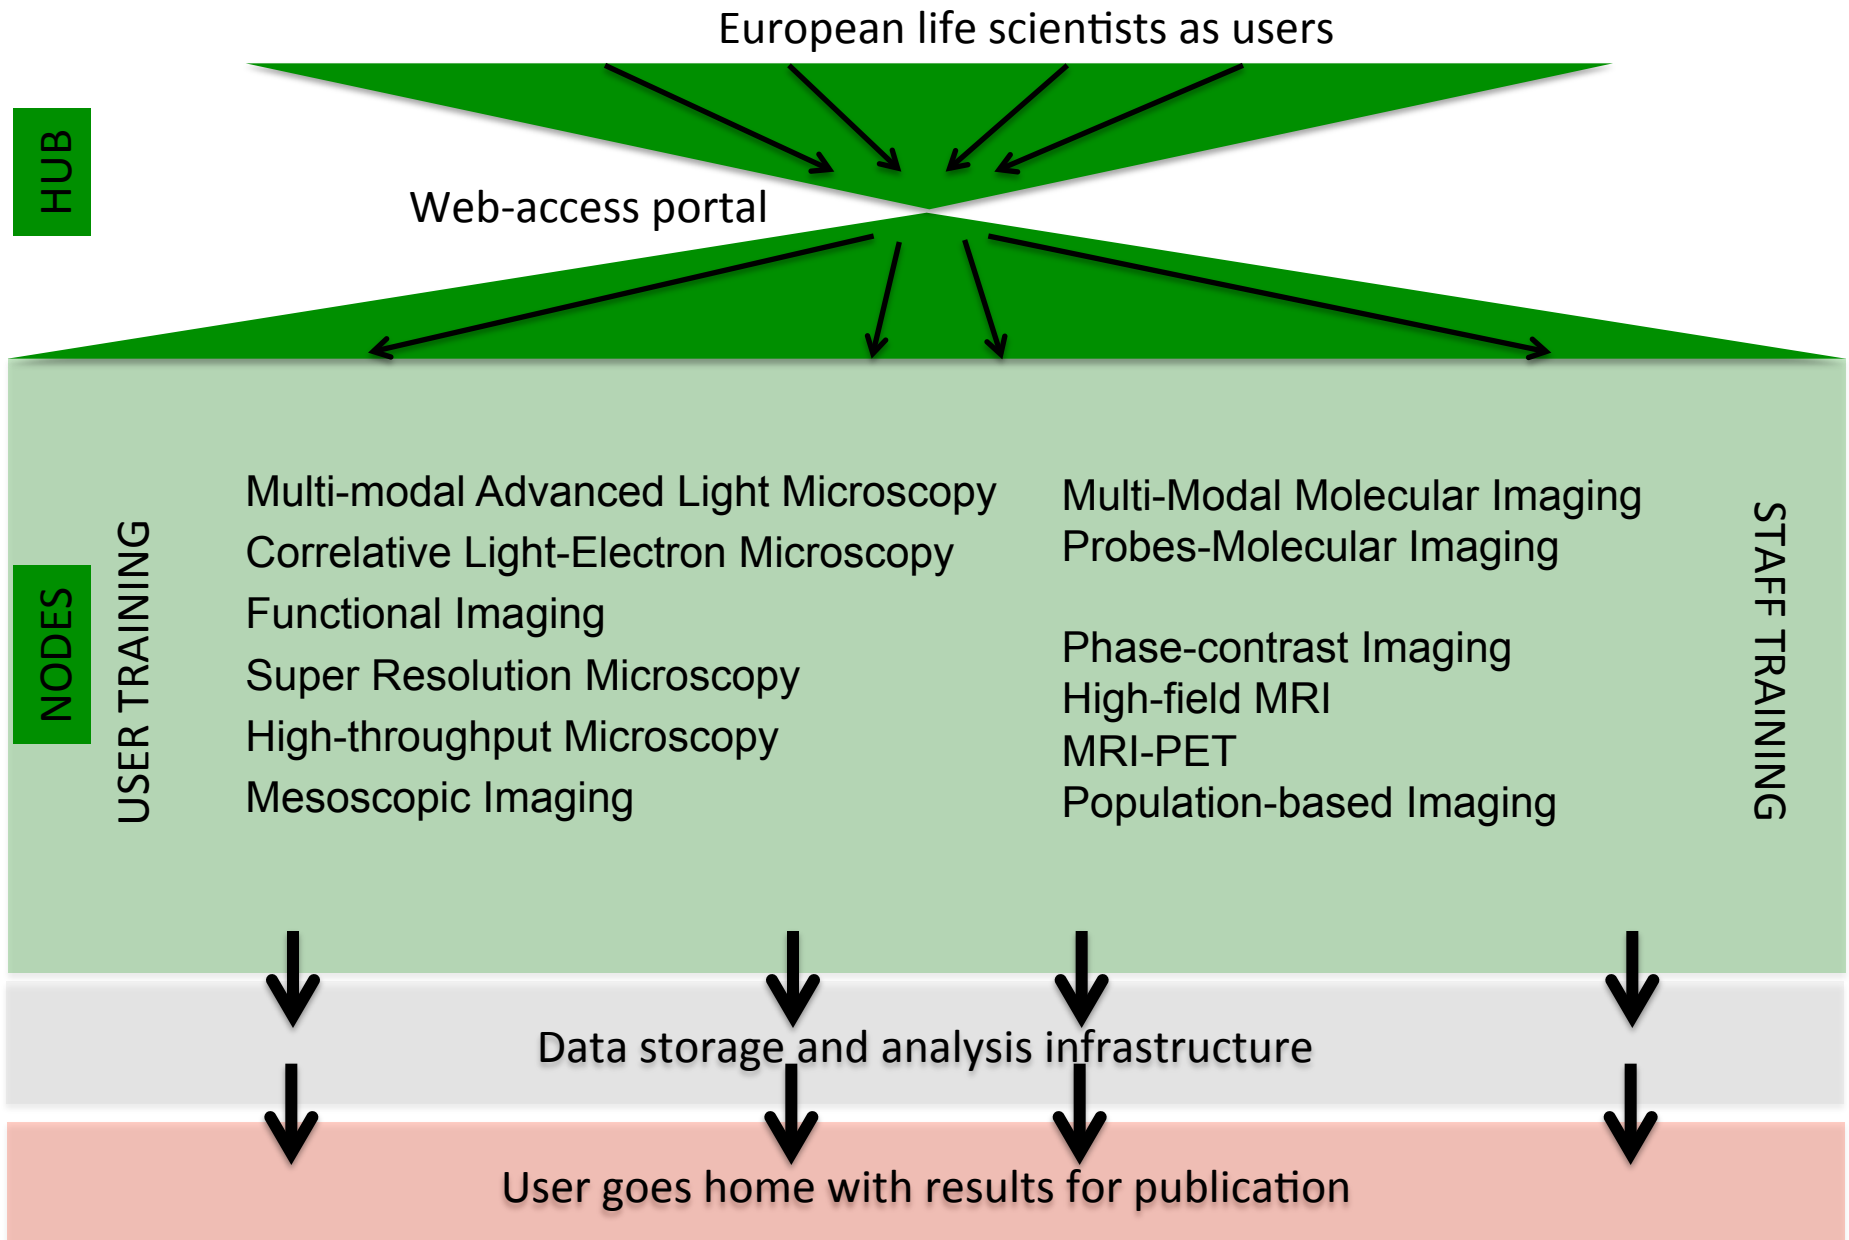 European life scientists as users
HUB
Web-access portal
NODES
USER TRAINING
Multi-modal Advanced Light Microscopy
Correlative Light-Electron Microscopy
Functional Imaging
Super Resolution Microscopy
High-throughput Microscopy
Mesoscopic Imaging
Multi-Modal Molecular Imaging
Probes-Molecular Imaging
Phase-contrast Imaging
High-field MRI
MRI-PET
Population-based Imaging
STAFF TRAINING
Data storage and analysis infrastructure
User goes home with results for publication